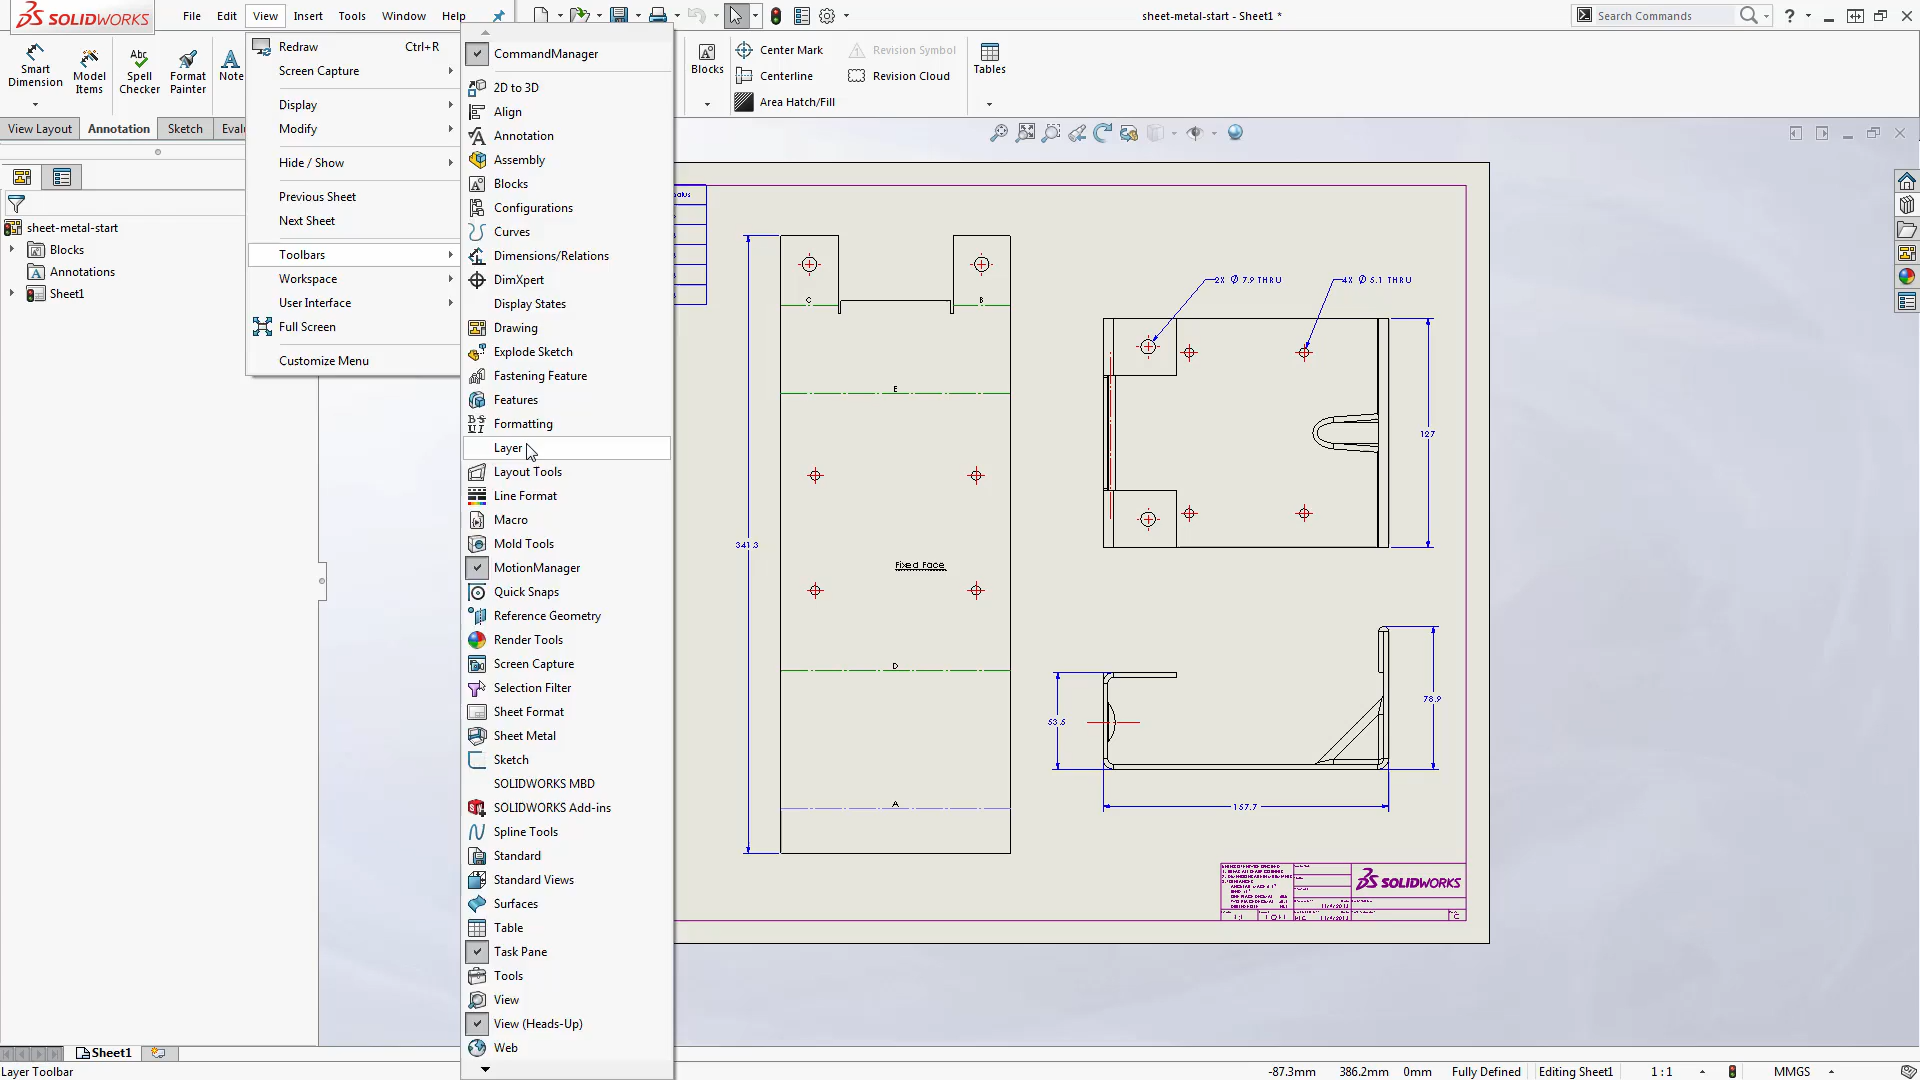 SOLIDWORKS
File Edit View Insert Tools Window Help
sheet-metal-start - Sheet1 *
Search Commands
Smart Dimension
Model Items
Spell Checker
Format Painter
Note
Blocks
Center Mark
Centerline
Area Hatch/Fill
Revision Symbol
Revision Cloud
Tables
View Layout Annotation Sketch Evalu
sheet-metal-start
Blocks
Annotations
Sheet1
Redraw Ctrl+R
Screen Capture
Display
Modify
Hide / Show
Previous Sheet
Next Sheet
Toolbars
Workspace
User Interface
Full Screen
Customize Menu
CommandManager
2D to 3D
Align
Annotation
Assembly
Blocks
Configurations
Curves
Dimensions/Relations
DimXpert
Display States
Drawing
Explode Sketch
Fastening Feature
Features
Formatting
Layer
Layout Tools
Line Format
Macro
Mold Tools
MotionManager
Quick Snaps
Reference Geometry
Render Tools
Screen Capture
Selection Filter
Sheet Format
Sheet Metal
Sketch
SOLIDWORKS MBD
SOLIDWORKS Add-ins
Spline Tools
Standard
Standard Views
Surfaces
Table
Task Pane
Tools
View
View (Heads-Up)
Web
C
B
E
341.3
Fixed Face
D
A
2X Ø 7.9 THRU
4X Ø 5.1 THRU
127
53.5
78.9
157.7
SOLIDWORKS
1:1
C
Sheet1
Layer Toolbar
-87.3mm 386.2mm 0mm Fully Defined Editing Sheet1 1 : 1 MMGS